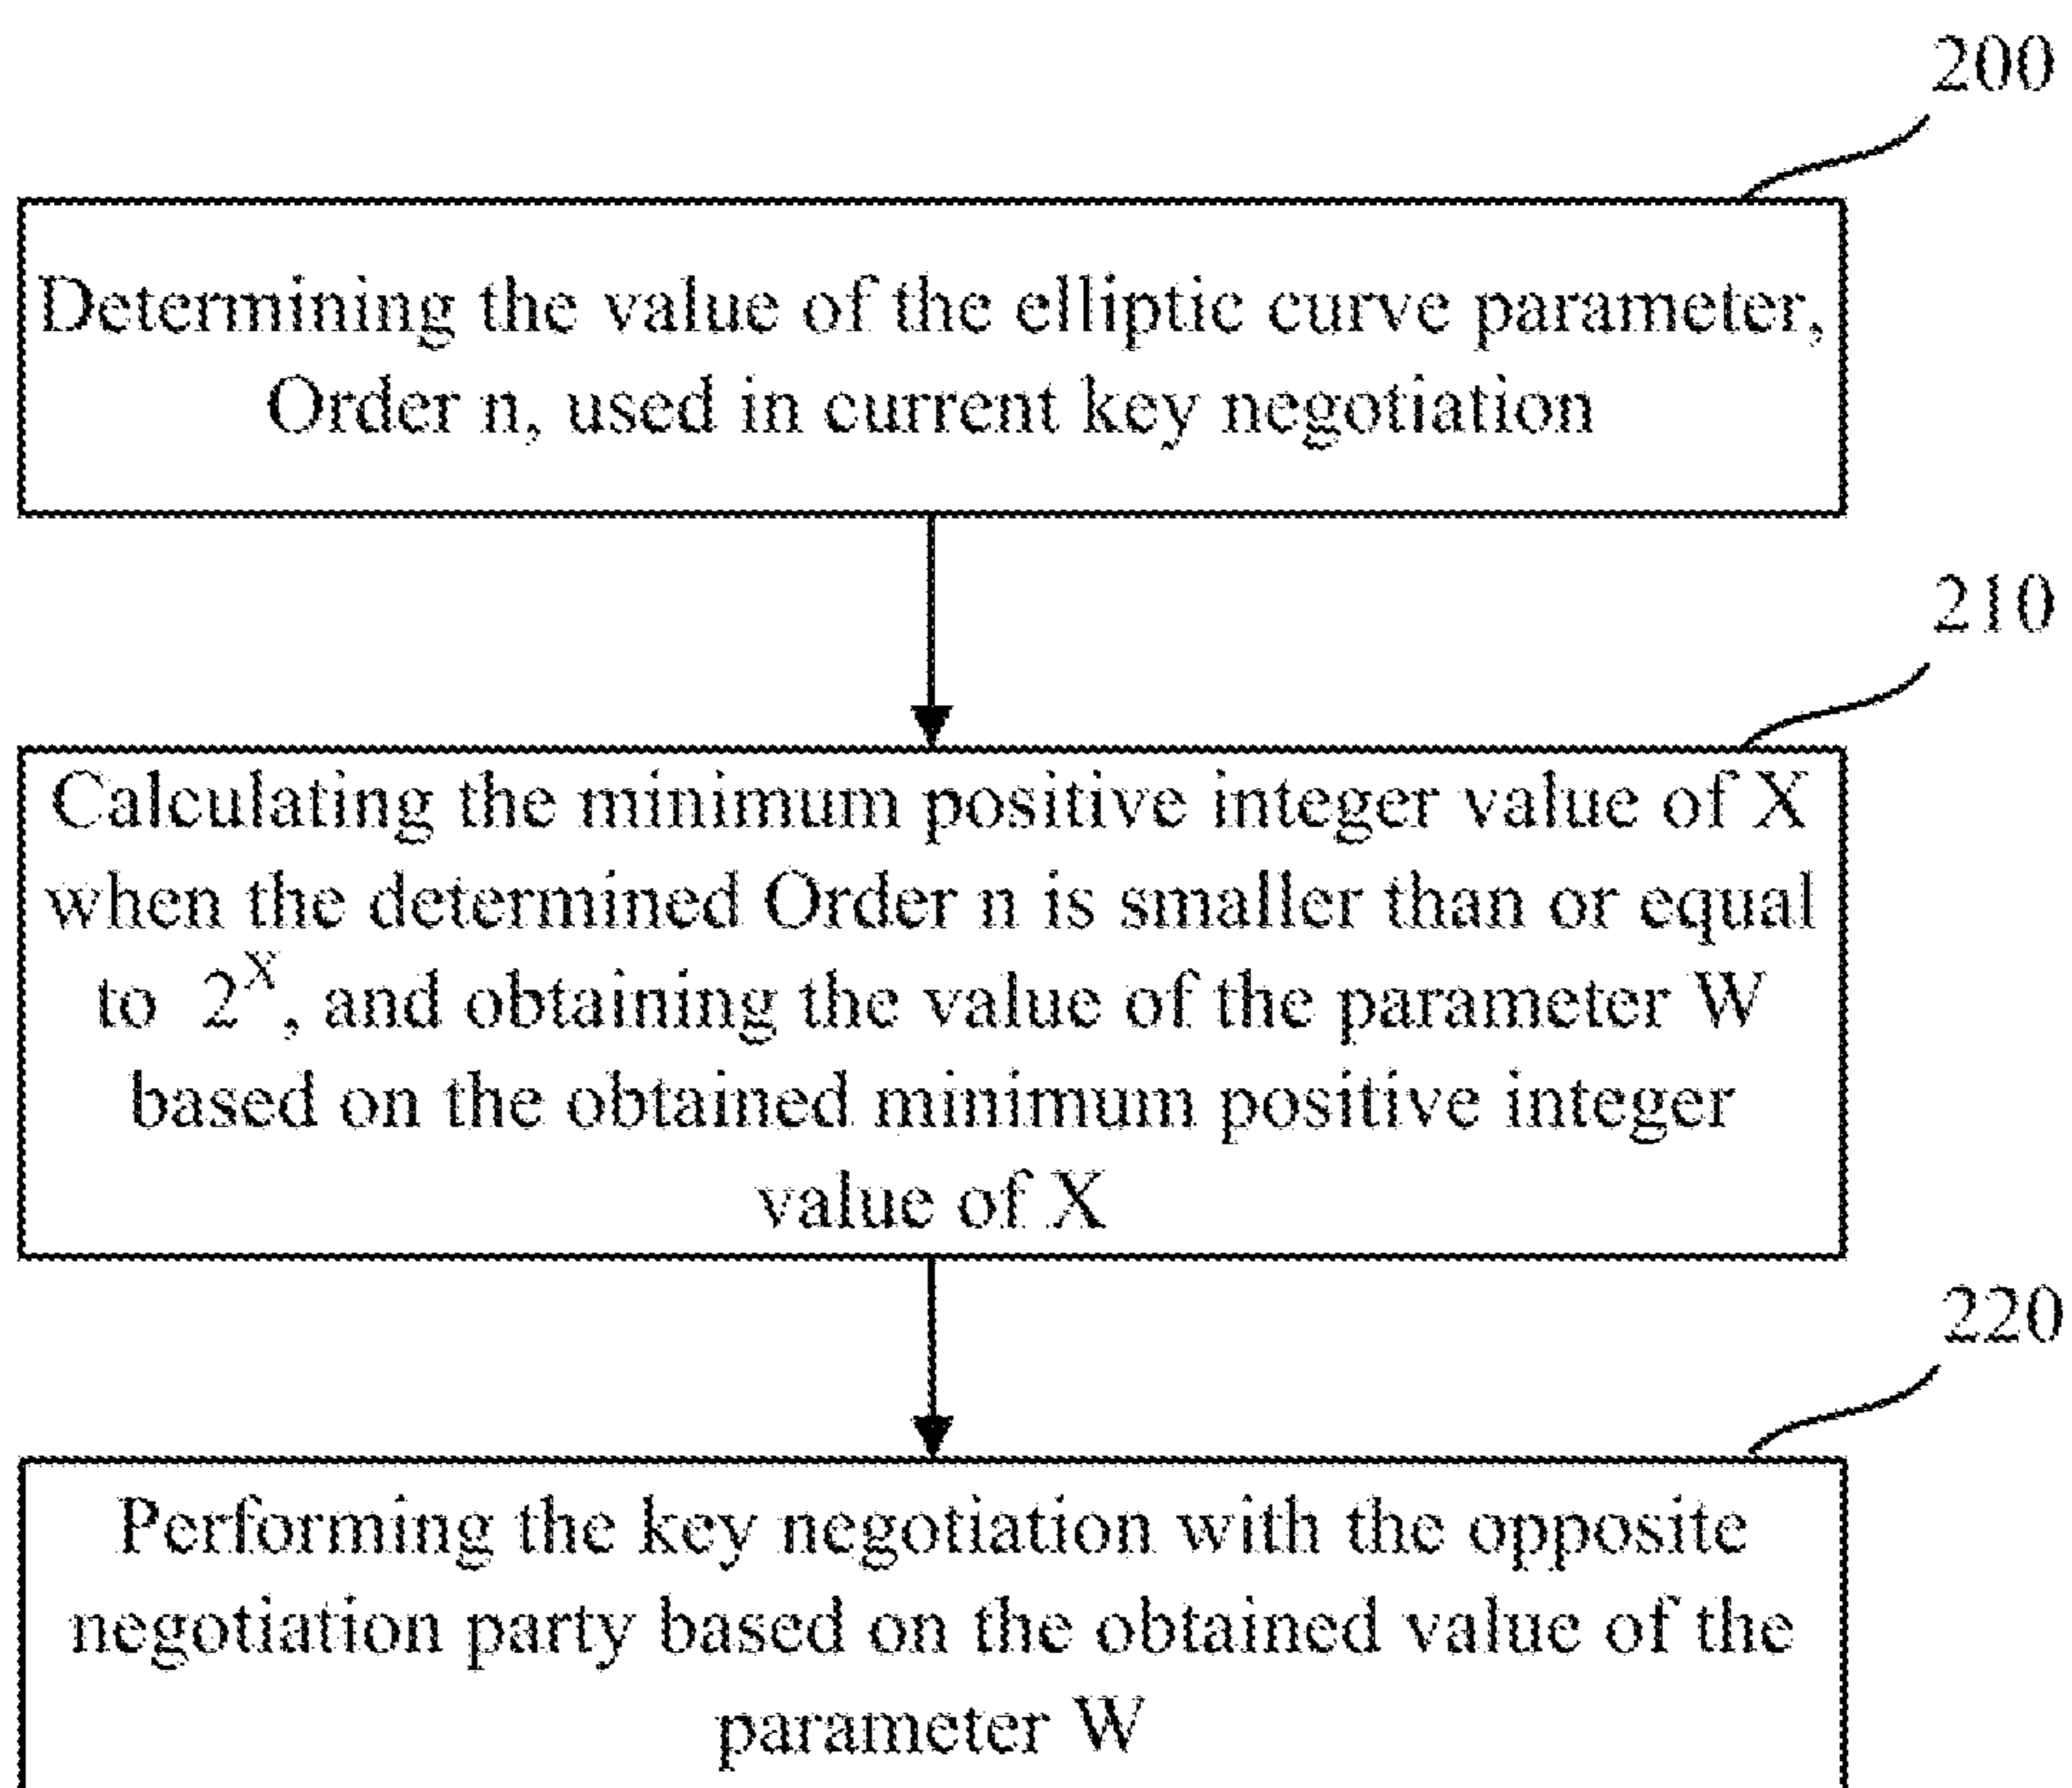 200
Determining the value of the elliptic curve parameter,
Order n, used in current key negotiation
210
Calculating the minimum positive integer value of X
when the determined Order n is smaller than or equal
to 2^X, and obtaining the value of the parameter W
based on the obtained minimum positive integer
value of X
220
Performing the key negotiation with the opposite
negotiation party based on the obtained value of the
parameter W